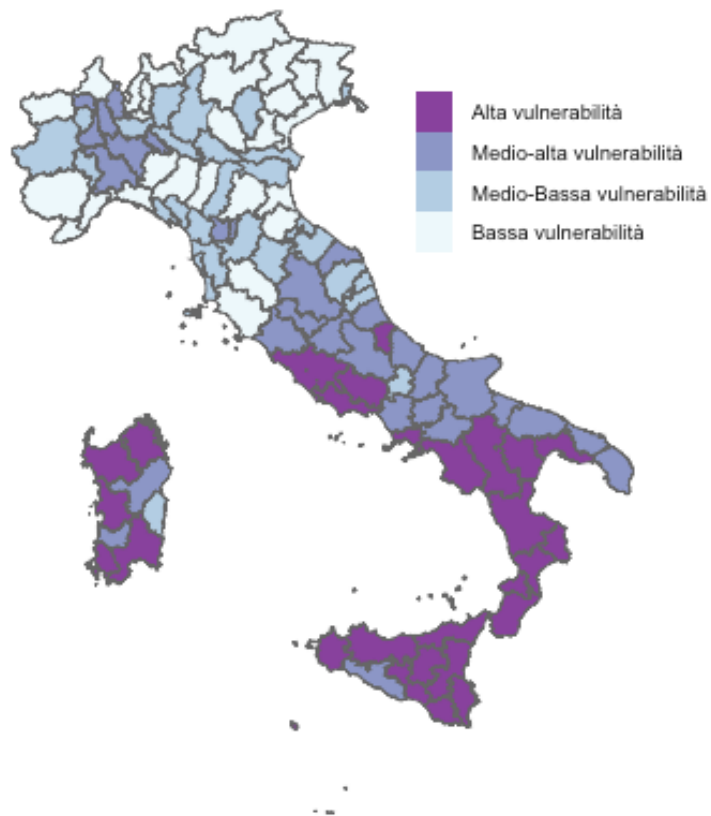 Alta vulnerabilità
Medio-alta vulnerabilità
Medio-Bassa vulnerabilità
Bassa vulnerabilità